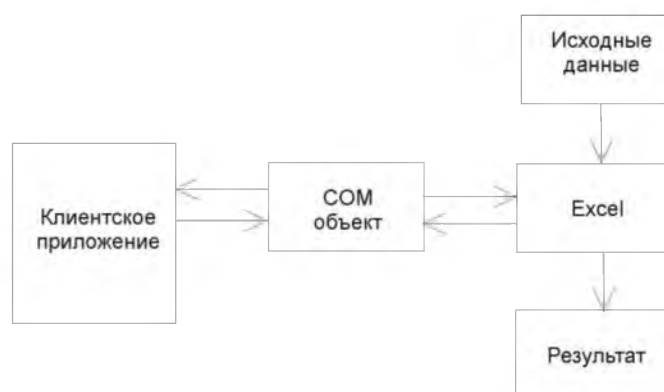 Исходные
данные
Клиентское
приложение
COM
объект
Excel
Результат